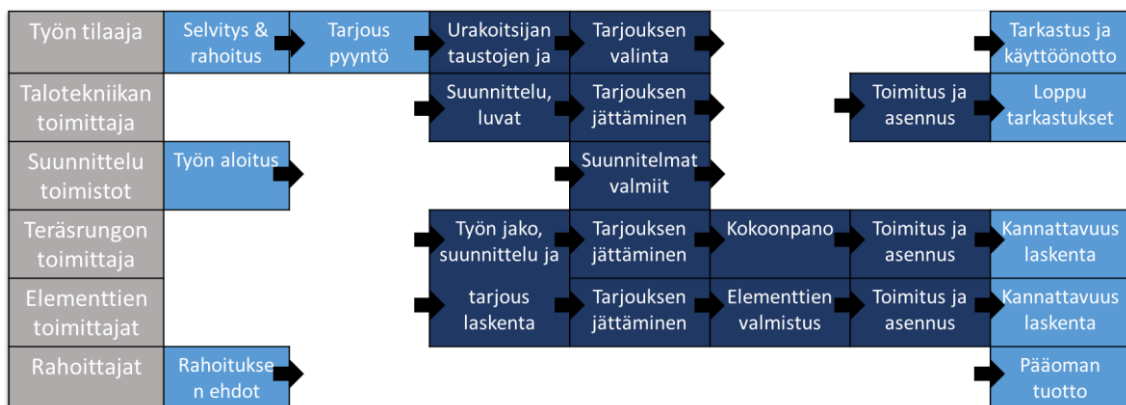 Työn tilaaja
Selvitys &
rahoitus
Tarjous
pyyntö
Urakoitsijan
taustojen ja
Tarjouksen
valinta
Tarkastus ja
käyttöönotto
Talotekniikan
toimittaja
Suunnittelu,
luvat
Tarjouksen
jättäminen
Toimitus ja
asennus
Loppu
tarkastukset
Suunnittelu
toimistot
Työn aloitus
Suunnitelmat
valmiit
Teräsrungon
toimittaja
Työn jako,
suunnittelu ja
Tarjouksen
jättäminen
Kokoonpano
Toimitus ja
asennus
Kannattavuus
laskenta
Elementtien
toimittajat
tarjous
laskenta
Tarjouksen
jättäminen
Elementtien
valmistus
Toimitus ja
asennus
Kannattavuus
laskenta
Rahoittajat
Rahoitukse
n ehdot
Pääoman
tuotto